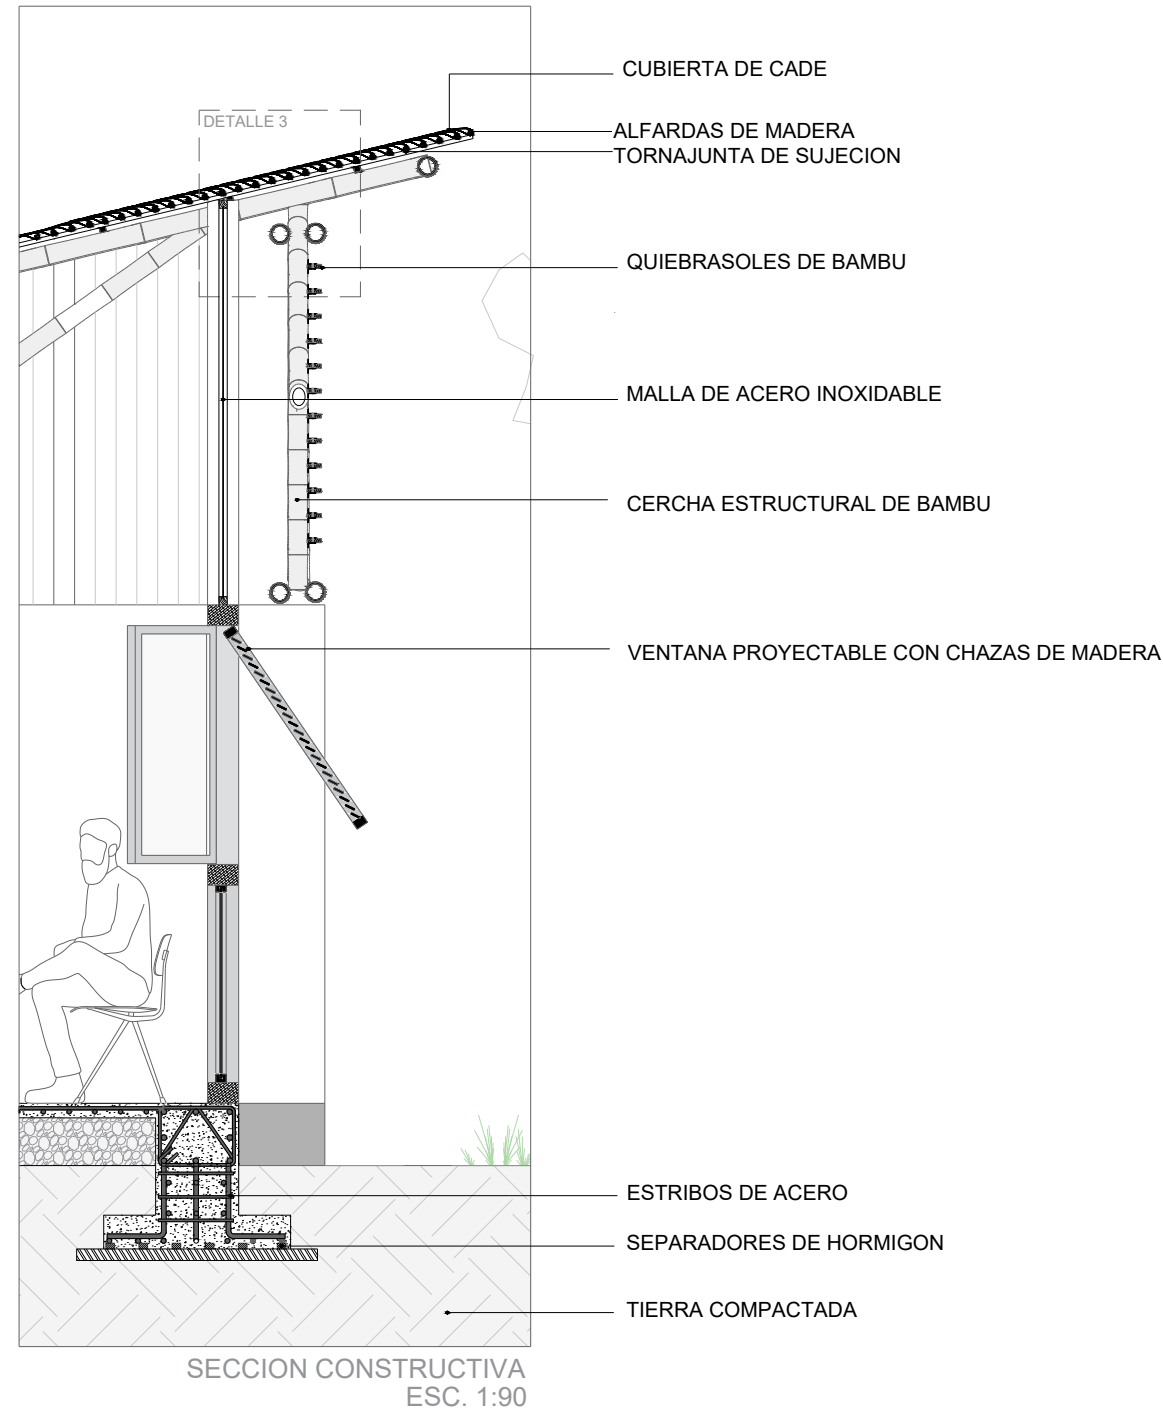 CUBIERTA DE CADE
DETALLE 3
ALFARDAS DE MADERA
TORNAJUNTA DE SUJECION
QUIEBRASOLES DE BAMBU
MALLA DE ACERO INOXIDABLE
CERCHA ESTRUCTURAL DE BAMBU
VENTANA PROYECTABLE CON CHAZAS DE MADERA
ESTRIBOS DE ACERO
SEPARADORES DE HORMIGON
TIERRA COMPACTADA
SECCION CONSTRUCTIVA
ESC. 1:90